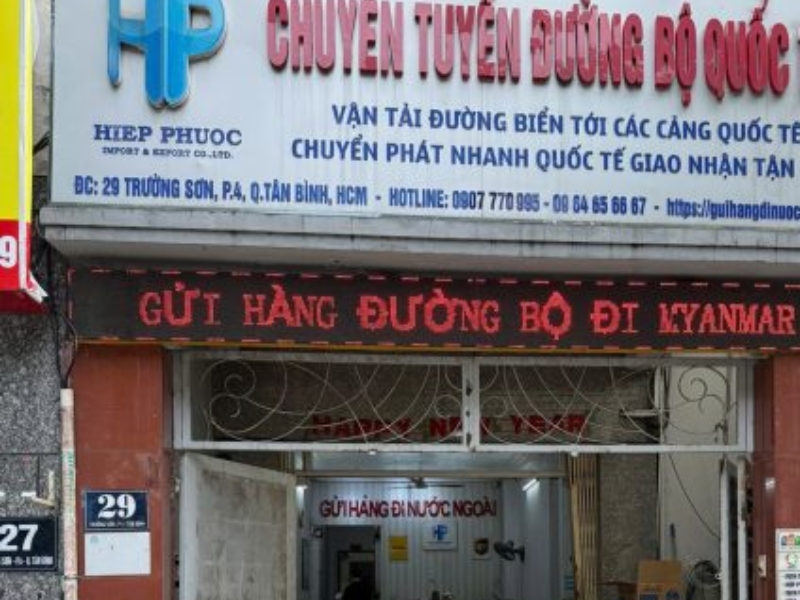 HP
CHUYÊN TUYẾN ĐƯỜNG BỘ QUỐC
HIEP PHUOC
IMPORT & EXPORT CO.,LTD.
VẬN TẢI ĐƯỜNG BIỂN TỚI CÁC CẢNG QUỐC TẾ
CHUYỂN PHÁT NHANH QUỐC TẾ GIAO NHẬN TẬN
ĐC: 29 TRƯỜNG SƠN, P.4, Q.TÂN BÌNH, HCM - HOTLINE: 0907 770 995 - 09 64 65 66 67 - https://guihangdinuoc
9
GỬI HÀNG ĐƯỜNG BỘ ĐI MYANMAR
HAPPY NEW YEAR
GỬI HÀNG ĐI NƯỚC NGOÀI
HP
29
27